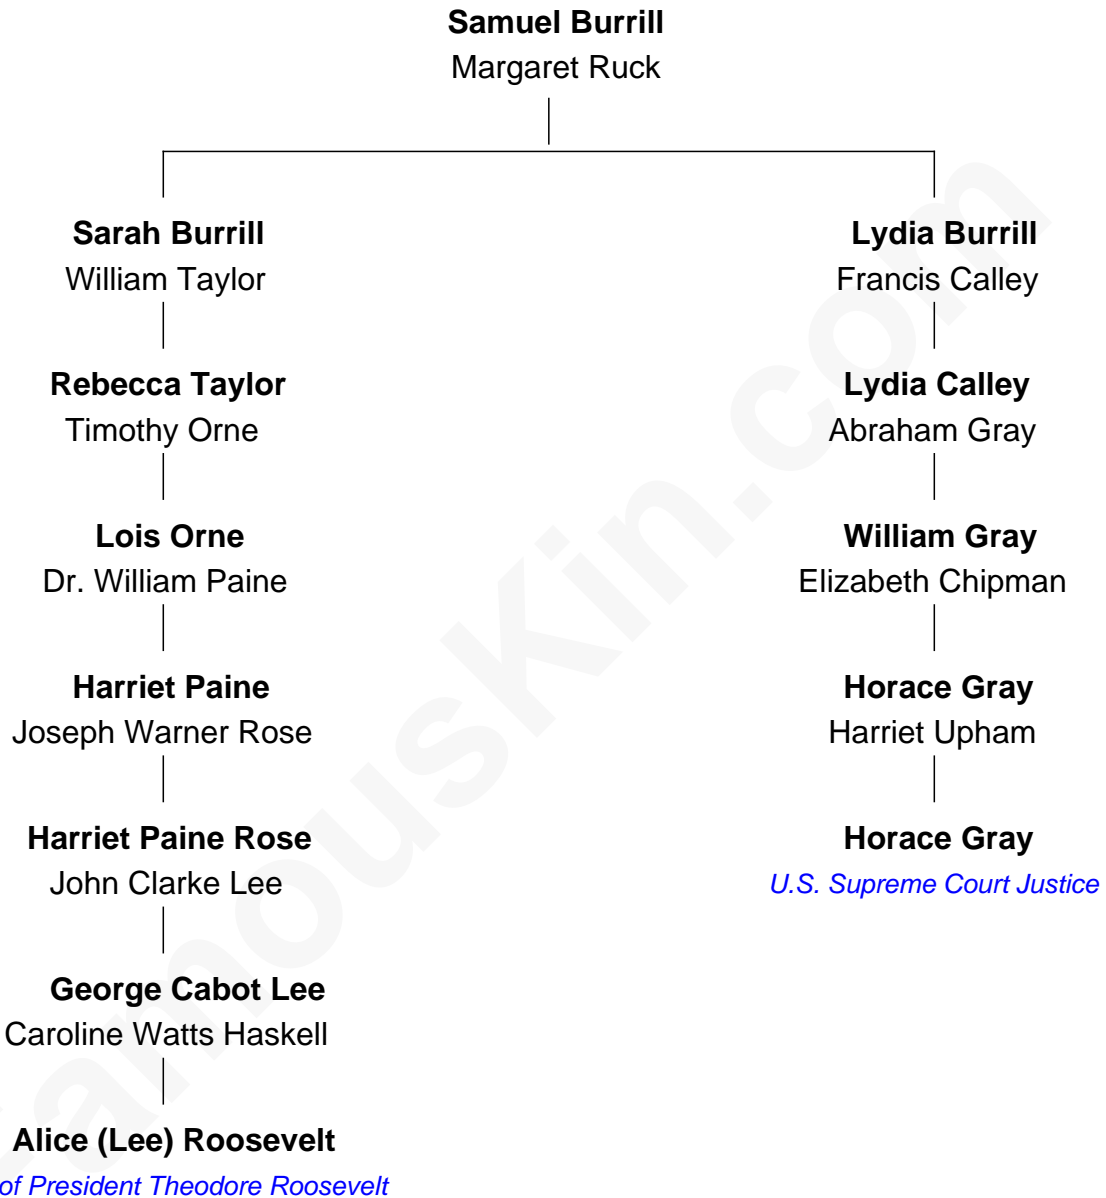 Samuel Burrill
Margaret Ruck
Sarah Burrill
William Taylor
Rebecca Taylor
Timothy Orne
Lois Orne
Dr. William Paine
Harriet Paine
Joseph Warner Rose
Harriet Paine Rose
John Clarke Lee
George Cabot Lee
Caroline Watts Haskell
Alice (Lee) Roosevelt
of President Theodore Roosevelt
Lydia Burrill
Francis Calley
Lydia Calley
Abraham Gray
William Gray
Elizabeth Chipman
Horace Gray
Harriet Upham
Horace Gray
U.S. Supreme Court Justice
FamousKin.com